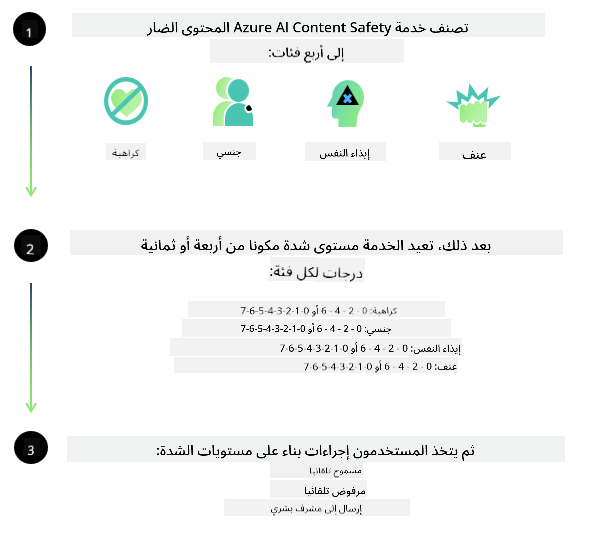 1
تصنف خدمة Azure AI Content Safety المحتوى الضار
إلى أربع فئات:
كراهية
جنسي
إيذاء النفس
عنف
2
بعد ذلك، تعيد الخدمة مستوى شدة مكونا من أربعة أو ثمانية
درجات لكل فئة:
كراهية: 0 - 2 - 4 - 6 أو 0-1-2-3-4-5-6-7
جنسي: 0 - 2 - 4 - 6 أو 0-1-2-3-4-5-6-7
إيذاء النفس: 0 - 2 - 4 - 6 أو 0-1-2-3-4-5-6-7
عنف: 0 - 2 - 4 - 6 أو 0-1-2-3-4-5-6-7
3
ثم يتخذ المستخدمون إجراءات بناء على مستويات الشدة:
مسموح تلقائيا
مرفوض تلقائيا
إرسال إلى مشرف بشري